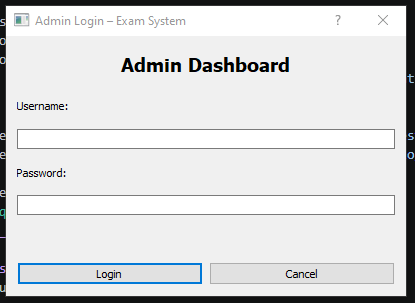 Admin Login – Exam System
Admin Dashboard
Username:
Password:
Login
Cancel